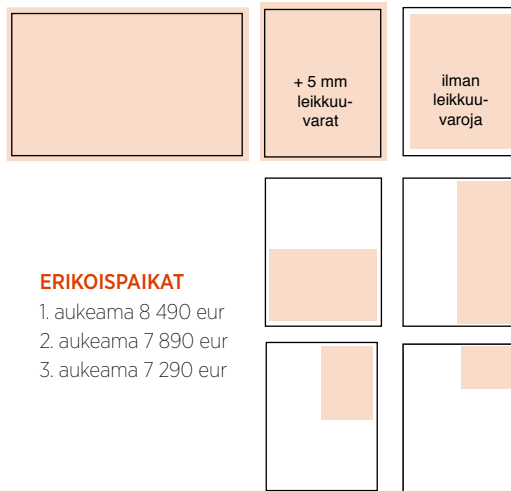 + 5 mm
leikkuu-
varat
ilman
leikkuu-
varoja
ERIKOISPAIKAT
1. aukeama 8 490 eur
2. aukeama 7 890 eur
3. aukeama 7 290 eur